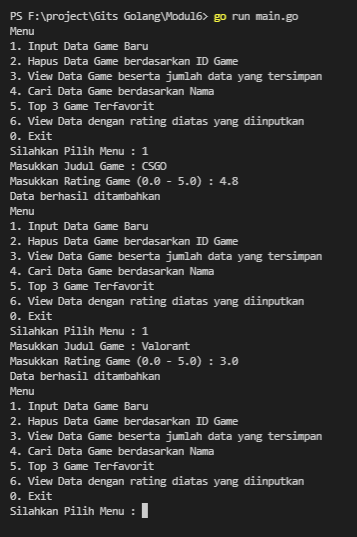 PS F:\project\Gits Golang\Modul6> go run main.go
Menu
1. Input Data Game Baru
2. Hapus Data Game berdasarkan ID Game
3. View Data Game beserta jumlah data yang tersimpan
4. Cari Data Game berdasarkan Nama
5. Top 3 Game Terfavorit
6. View Data dengan rating diatas yang diinputkan
0. Exit
Silahkan Pilih Menu : 1
Masukkan Judul Game : CSGO
Masukkan Rating Game (0.0 - 5.0) : 4.8
Data berhasil ditambahkan
Menu
1. Input Data Game Baru
2. Hapus Data Game berdasarkan ID Game
3. View Data Game beserta jumlah data yang tersimpan
4. Cari Data Game berdasarkan Nama
5. Top 3 Game Terfavorit
6. View Data dengan rating diatas yang diinputkan
0. Exit
Silahkan Pilih Menu : 1
Masukkan Judul Game : Valorant
Masukkan Rating Game (0.0 - 5.0) : 3.0
Data berhasil ditambahkan
Menu
1. Input Data Game Baru
2. Hapus Data Game berdasarkan ID Game
3. View Data Game beserta jumlah data yang tersimpan
4. Cari Data Game berdasarkan Nama
5. Top 3 Game Terfavorit
6. View Data dengan rating diatas yang diinputkan
0. Exit
Silahkan Pilih Menu :